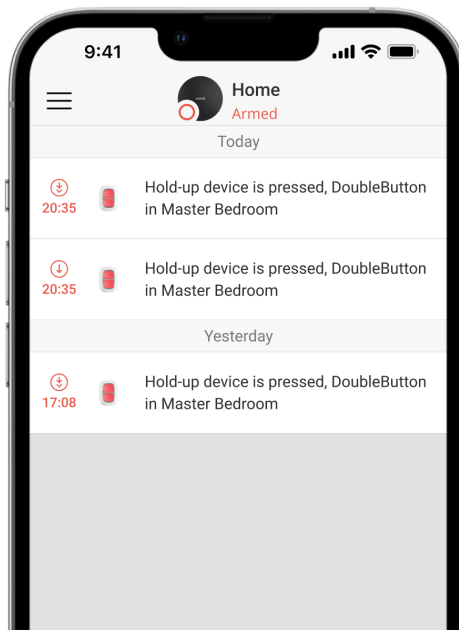 9:41
Home
Armed
Today
Hold-up device is pressed, DoubleButton
in Master Bedroom
20:35
Hold-up device is pressed, DoubleButton
in Master Bedroom
20:35
Yesterday
Hold-up device is pressed, DoubleButton
in Master Bedroom
17:08